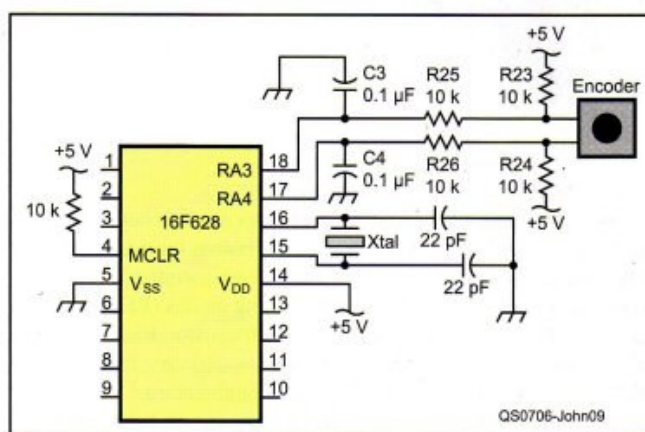 +5 V
C3
0.1 µF
R25
10 k
R23
10 k
Encoder
+5 V
10 k
1
2
3
4
5
6
7
8
9
16F628
MCLR
VSS
RA3
RA4
VDD
18
17
16
15
14
13
12
11
10
C4
0.1 µF
R26
10 k
R24
10 k
+5 V
Xtal
22 pF
22 pF
+5 V
QS0706-John09